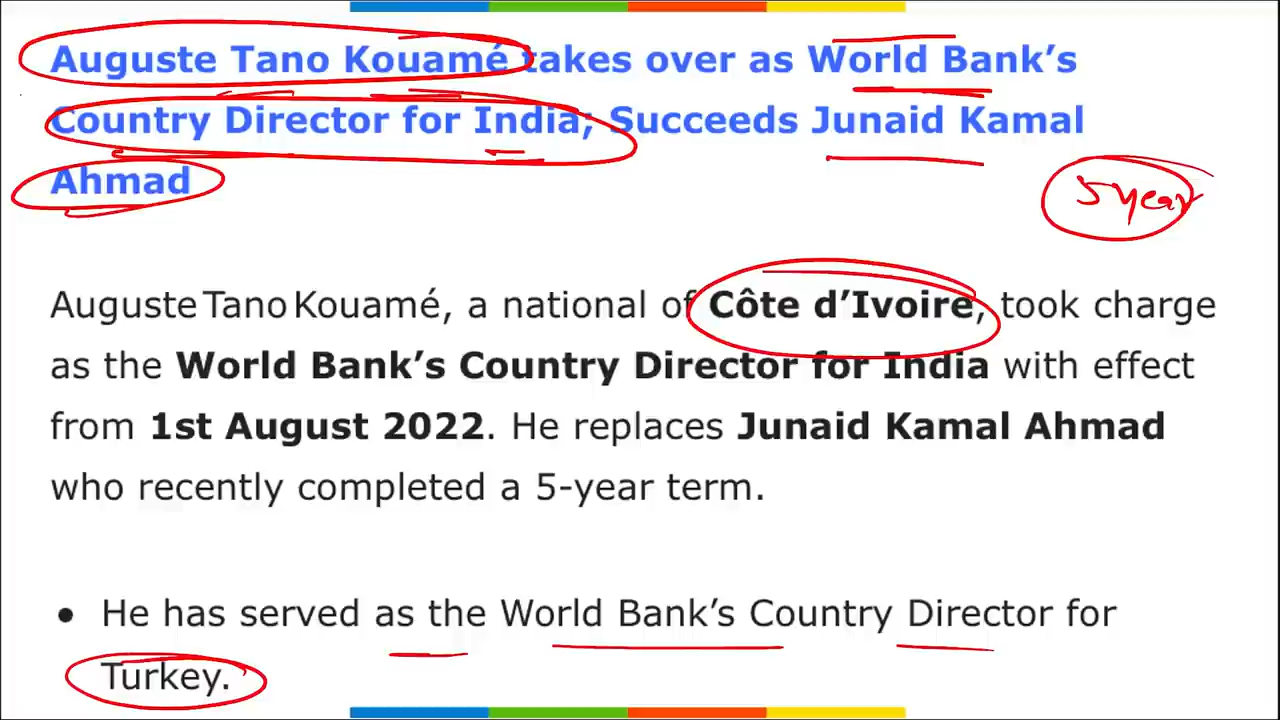 Auguste Tano Kouamé takes over as World Bank’s
Country Director for India; Succeeds Junaid Kamal
Ahmad
5 year
Auguste Tano Kouamé, a national of Côte d’Ivoire, took charge
as the World Bank’s Country Director for India with effect
from 1st August 2022. He replaces Junaid Kamal Ahmad
who recently completed a 5-year term.
• He has served as the World Bank’s Country Director for
Turkey.